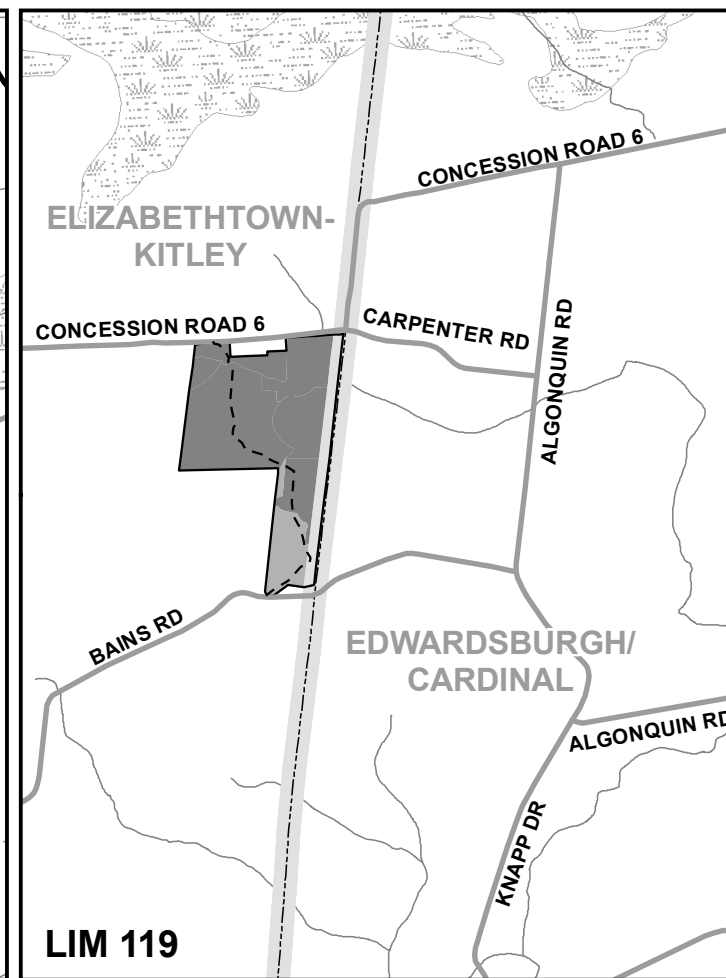 CONCESSION ROAD 6
ELIZABETHTOWN-
KITLEY
CONCESSION ROAD 6
CARPENTER RD
ALGONQUIN RD
BAINS RD
EDWARDSBURGH/
CARDINAL
ALGONQUIN RD
KNAPP DR
LIM 119